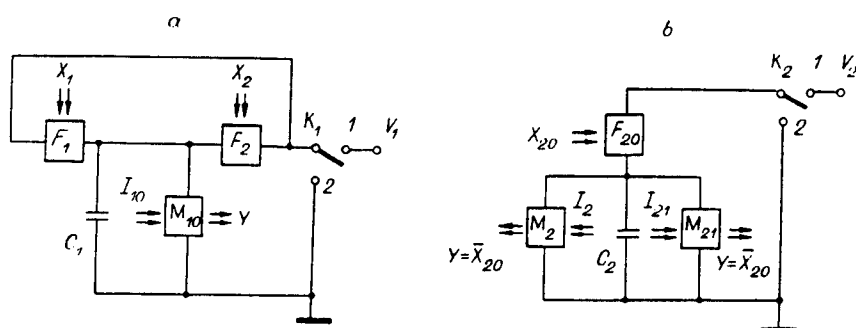 a
b
X₁
X₂
K₁ 1 V₁
F₁
F₂
2
I₁₀
M₁₀
Y
C₁
K₂ 1 V₂
X₂₀
F₂₀
2
I₂
I₂₁
M₂
M₂₁
Y=X̄₂₀
C₂
Y=X̄₂₀